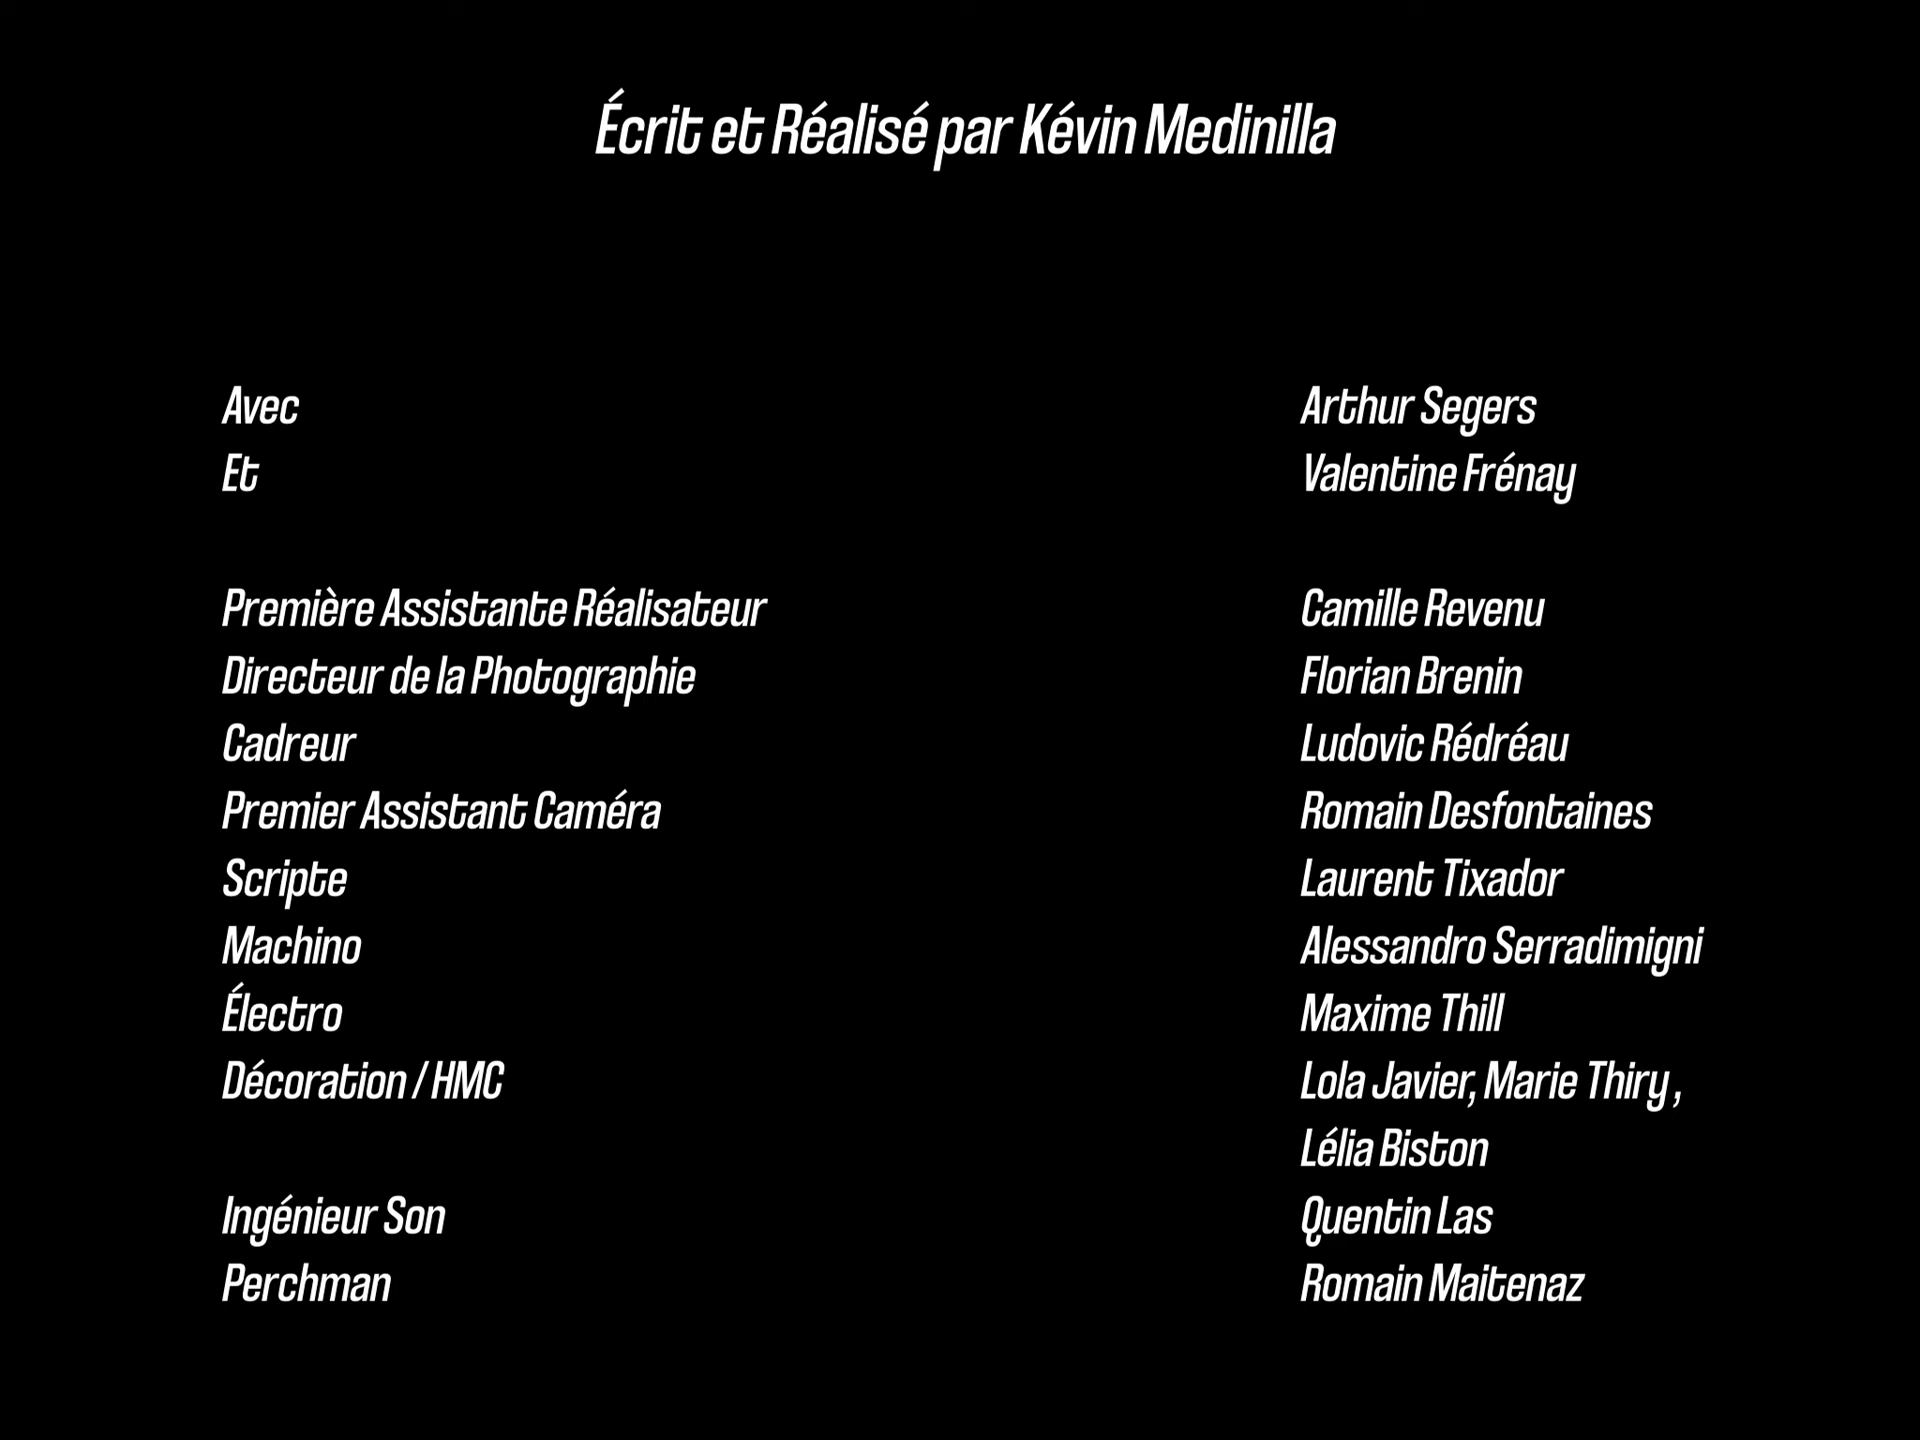 Écrit et Réalisé par Kévin Medinilla
Avec Arthur Segers
Et Valentine Frénay
Première Assistante Réalisateur Camille Revenu
Directeur de la Photographie Florian Brenin
Cadreur Ludovic Rédréau
Premier Assistant Caméra Romain Desfontaines
Scripte Laurent Tixador
Machino Alessandro Serradimigni
Électro Maxime Thill
Décoration / HMC Lola Javier, Marie Thiry ,
Lélia Biston
Ingénieur Son Quentin Las
Perchman Romain Maitenaz